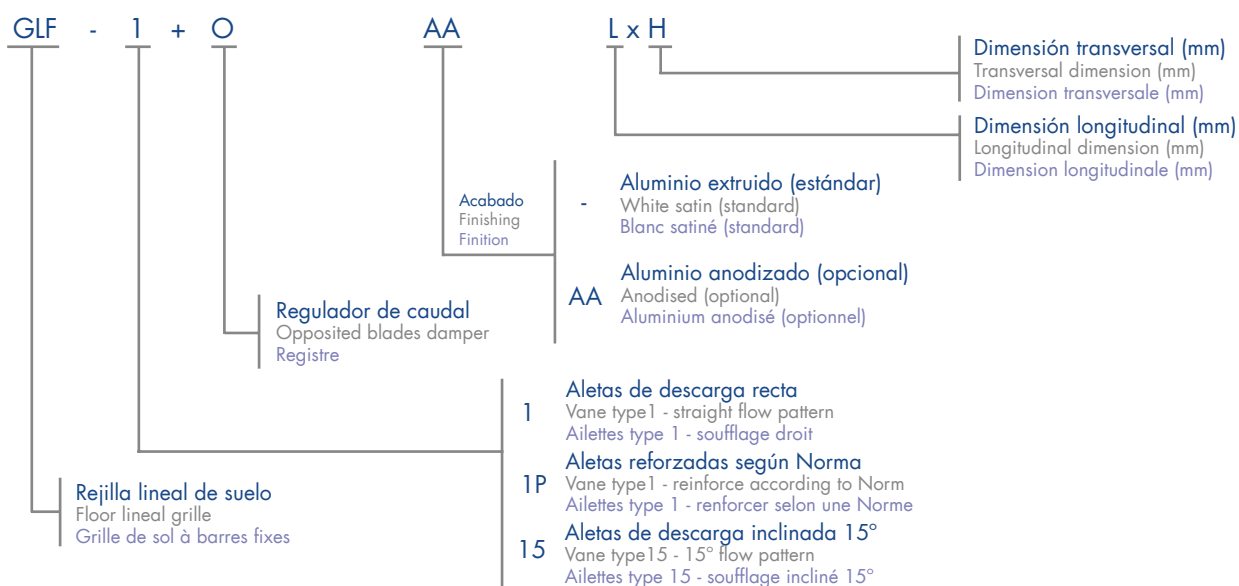 GLF - 1 + O AA L x H
Dimensión transversal (mm)
Transversal dimension (mm)
Dimension transversale (mm)
Dimensión longitudinal (mm)
Longitudinal dimension (mm)
Dimension longitudinale (mm)
Acabado
Finishing
Finition
-
Aluminio extruido (estándar)
White satin (standard)
Blanc satiné (standard)
AA
Aluminio anodizado (opcional)
Anodised (optional)
Aluminium anodisé (optionnel)
Regulador de caudal
Opposited blades damper
Registre
1
Aletas de descarga recta
Vane type1 - straight flow pattern
Ailettes type 1 - soufflage droit
1P
Aletas reforzadas según Norma
Vane type1 - reinforce according to Norm
Ailettes type 1 - renforcer selon une Norme
15
Aletas de descarga inclinada 15º
Vane type15 - 15º flow pattern
Ailettes type 15 - soufflage incliné 15º
Rejilla lineal de suelo
Floor lineal grille
Grille de sol à barres fixes